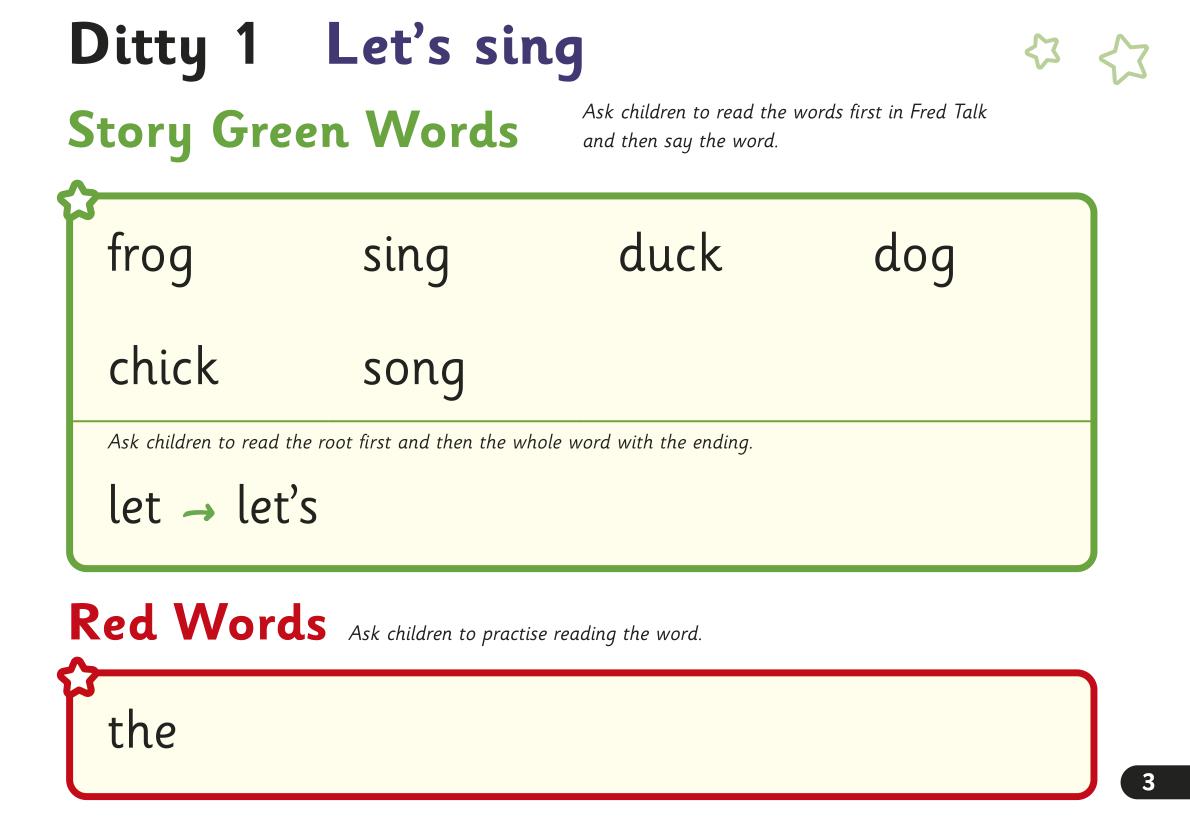 Ditty 1 Let’s sing
Story Green Words
Ask children to read the words first in Fred Talk
and then say the word.
frog sing duck dog
chick song
Ask children to read the root first and then the whole word with the ending.
let → let’s
Red Words Ask children to practise reading the word.
the
3